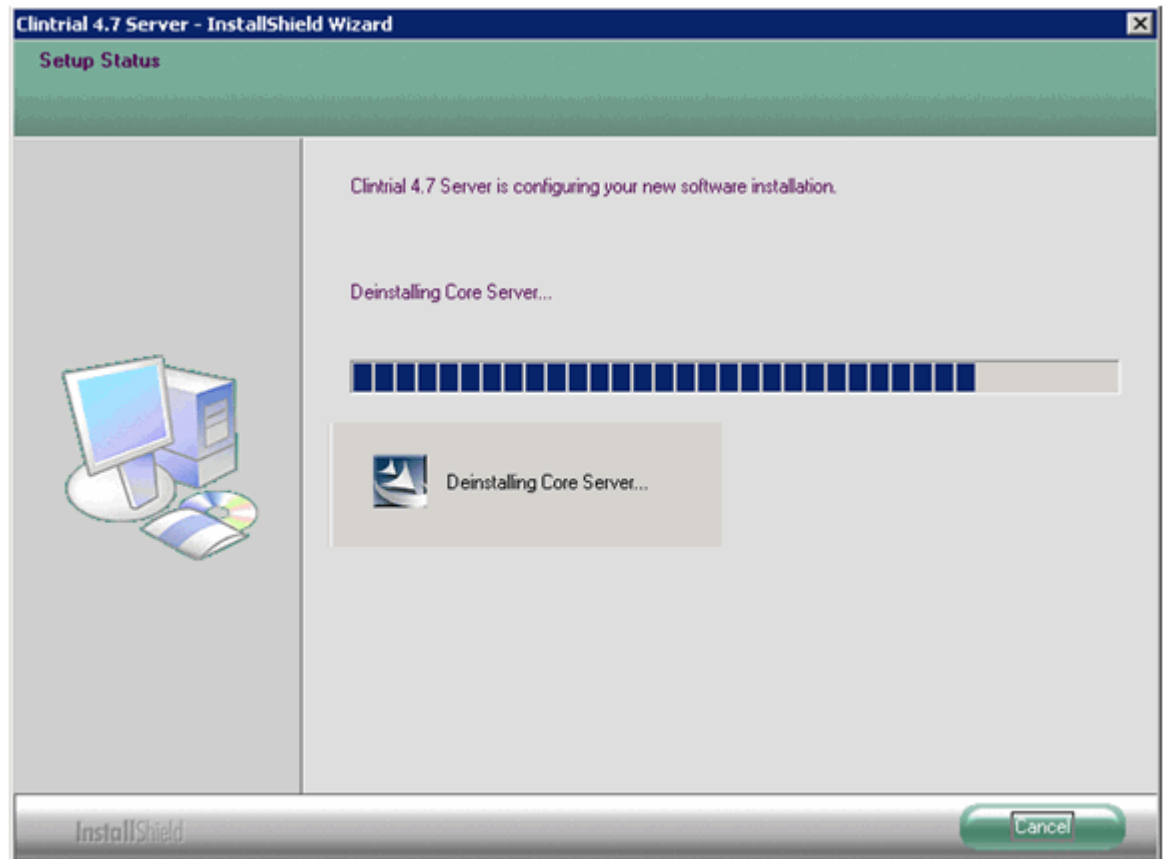 Clintrial 4.7 Server - InstallShield Wizard
Setup Status
Clintrial 4.7 Server is configuring your new software installation.
Deinstalling Core Server...
Deinstalling Core Server...
InstallShield
Cancel